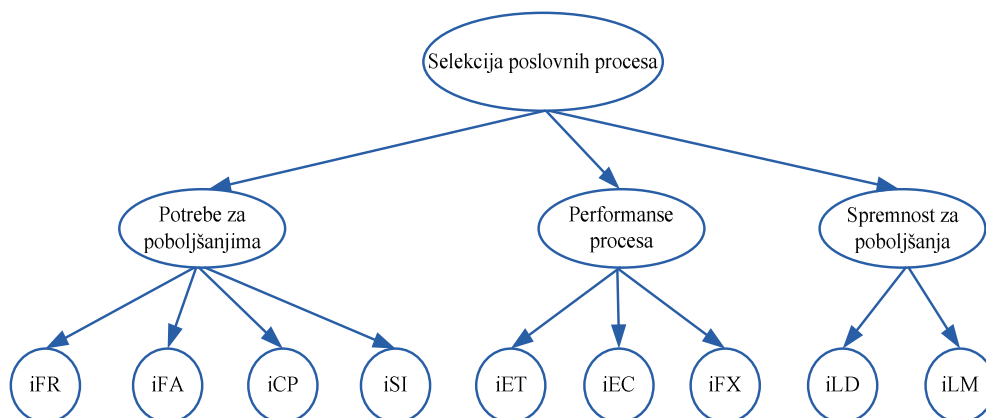 Selekcija poslovnih procesa
Potrebe za
poboljšanjima
Performanse
procesa
Spremnost za
poboljšanja
iFR
iFA
iCP
iSI
iET
iEC
iFX
iLD
iLM